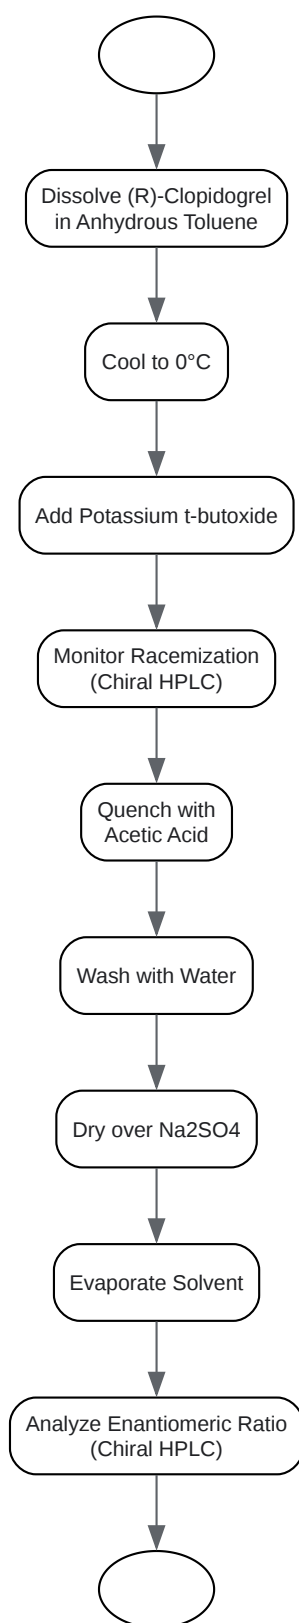 Dissolve (R)-Clopidogrel
in Anhydrous Toluene
Cool to 0°C
Add Potassium t-butoxide
Monitor Racemization
(Chiral HPLC)
Quench with
Acetic Acid
Wash with Water
Dry over Na2SO4
Evaporate Solvent
Analyze Enantiomeric Ratio
(Chiral HPLC)